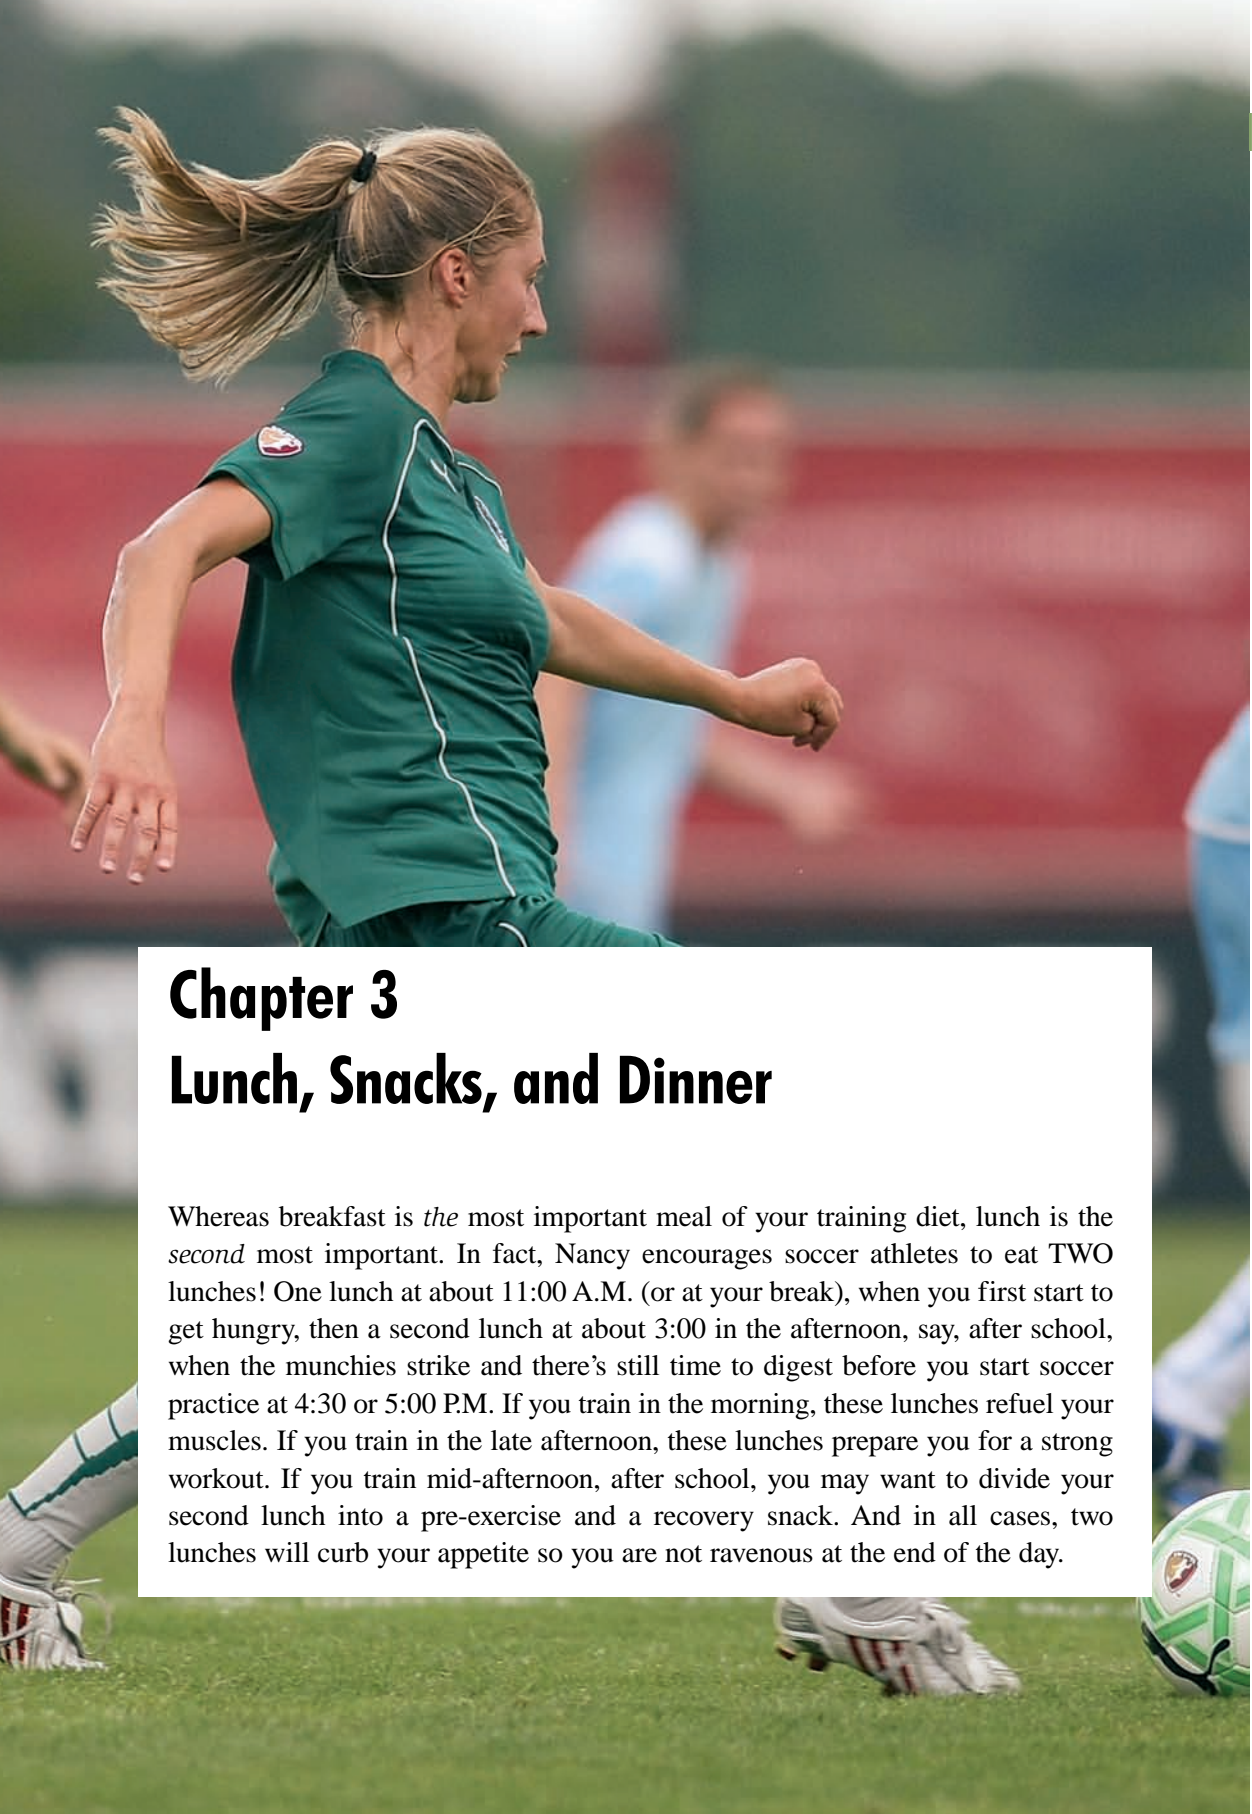 Chapter 3
Lunch, Snacks, and Dinner
Whereas breakfast is the most important meal of your training diet, lunch is the
second most important. In fact, Nancy encourages soccer athletes to eat TWO
lunches! One lunch at about 11:00 A.M. (or at your break), when you first start to
get hungry, then a second lunch at about 3:00 in the afternoon, say, after school,
when the munchies strike and there’s still time to digest before you start soccer
practice at 4:30 or 5:00 P.M. If you train in the morning, these lunches refuel your
muscles. If you train in the late afternoon, these lunches prepare you for a strong
workout. If you train mid-afternoon, after school, you may want to divide your
second lunch into a pre-exercise and a recovery snack. And in all cases, two
lunches will curb your appetite so you are not ravenous at the end of the day.